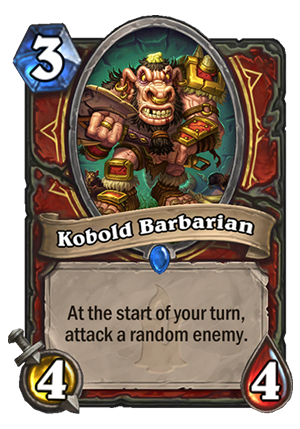 3
Kobold Barbarian
At the start of your turn,
attack a random enemy.
4 4